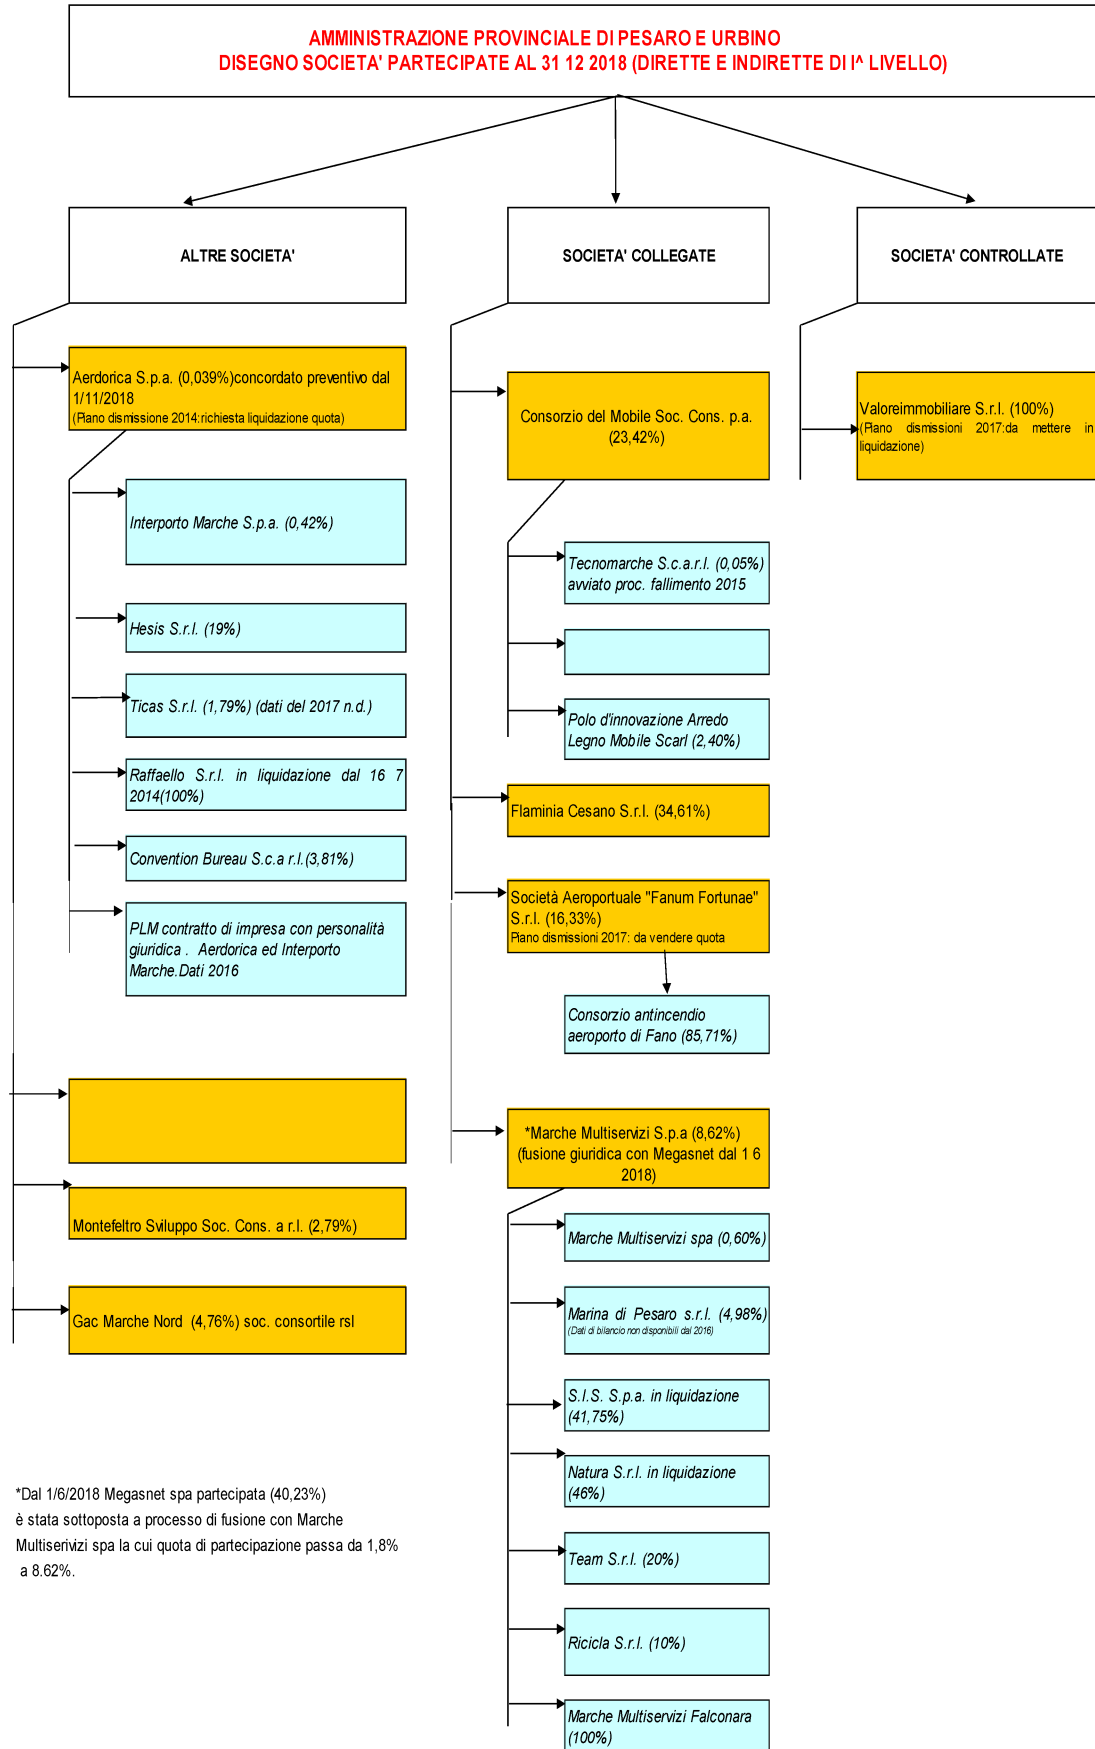 AMMINISTRAZIONE PROVINCIALE DI PESARO E URBINO
DISEGNO SOCIETA' PARTECIPATE AL 31 12 2018 (DIRETTE E INDIRETTE DI I^ LIVELLO)
ALTRE SOCIETA'
Aerdorica S.p.a. (0,039%)concordato preventivo dal
1/11/2018
(Piano dismissione 2014:richiesta liquidazione quota)
Interporto Marche S.p.a. (0,42%)
Hesis S.r.l. (19%)
Ticas S.r.l. (1,79%) (dati del 2017 n.d.)
Raffaello S.r.l. in liquidazione dal 16 7
2014(100%)
Convention Bureau S.c.a r.l.(3,81%)
PLM contratto di impresa con personalità
giuridica . Aerdorica ed Interporto
Marche.Dati 2016
Montefeltro Sviluppo Soc. Cons. a r.l. (2,79%)
Gac Marche Nord (4,76%) soc. consortile rsl
SOCIETA' COLLEGATE
Consorzio del Mobile Soc. Cons. p.a.
(23,42%)
Tecnomarche S.c.a.r.l. (0,05%)
avviato proc. fallimento 2015
Polo d'innovazione Arredo
Legno Mobile Scarl (2,40%)
Flaminia Cesano S.r.l. (34,61%)
Società Aeroportuale "Fanum Fortunae"
S.r.l. (16,33%)
Piano dismissioni 2017: da vendere quota
Consorzio antincendio
aeroporto di Fano (85,71%)
*Marche Multiservizi S.p.a (8,62%)
(fusione giuridica con Megasnet dal 1 6
2018)
Marche Multiservizi spa (0,60%)
Marina di Pesaro s.r.l. (4,98%)
(Dati di bilancio non disponibili dal 2016)
S.I.S. S.p.a. in liquidazione
(41,75%)
Natura S.r.l. in liquidazione
(46%)
Team S.r.l. (20%)
Ricicla S.r.l. (10%)
Marche Multiservizi Falconara
(100%)
SOCIETA' CONTROLLATE
Valoreimmobiliare S.r.l. (100%)
(Piano dismissioni 2017:da mettere in
liquidazione)
*Dal 1/6/2018 Megasnet spa partecipata (40,23%)
è stata sottoposta a processo di fusione con Marche
Multiserivizi spa la cui quota di partecipazione passa da 1,8%
a 8.62%.